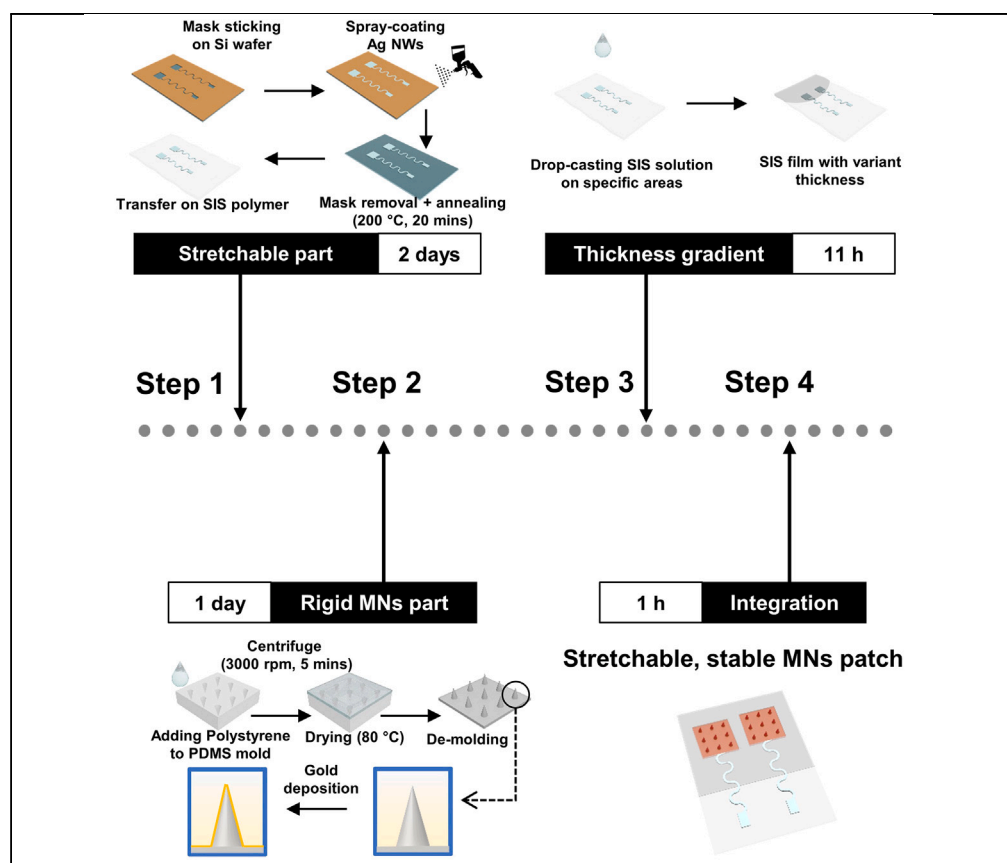 Mask sticking
on Si wafer
Spray-coating
Ag NWs
Transfer on SIS polymer
Mask removal + annealing
(200 °C, 20 mins)
Drop-casting SIS solution
on specific areas
SIS film with variant
thickness
Stretchable part
2 days
Thickness gradient
11 h
Step 1
Step 2
Step 3
Step 4
1 day
Rigid MNs part
1 h
Integration
Centrifuge
(3000 rpm, 5 mins)
Adding Polystyrene
to PDMS mold
Drying (80 °C)
De-molding
Gold
deposition
Stretchable, stable MNs patch